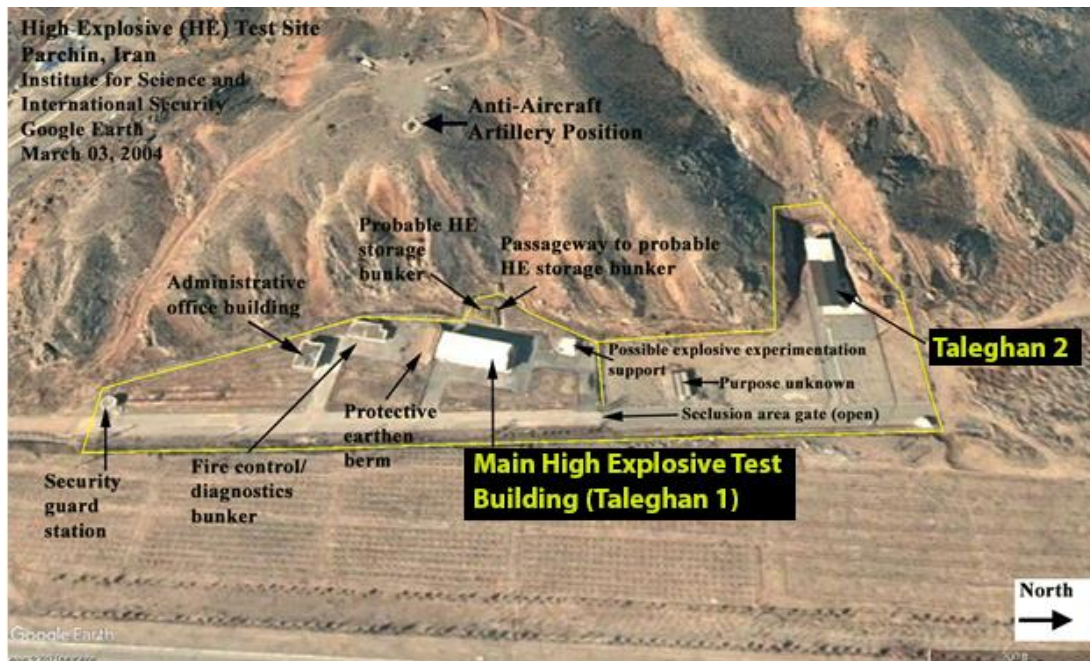 High Explosive (HE) Test Site
Parchin, Iran
Institute for Science and
International Security
Google Earth
March 03, 2004
Anti-Aircraft
Artillery Position
Probable HE
storage
bunker
Passageway to probable
HE storage bunker
Administrative
office building
Taleghan 2
Possible explosive experimentation
support
Purpose unknown
Seclusion area gate (open)
Protective
earthen
berm
Main High Explosive Test
Building (Taleghan 1)
Fire control/
diagnostics
bunker
Security
guard
station
North
Google Earth